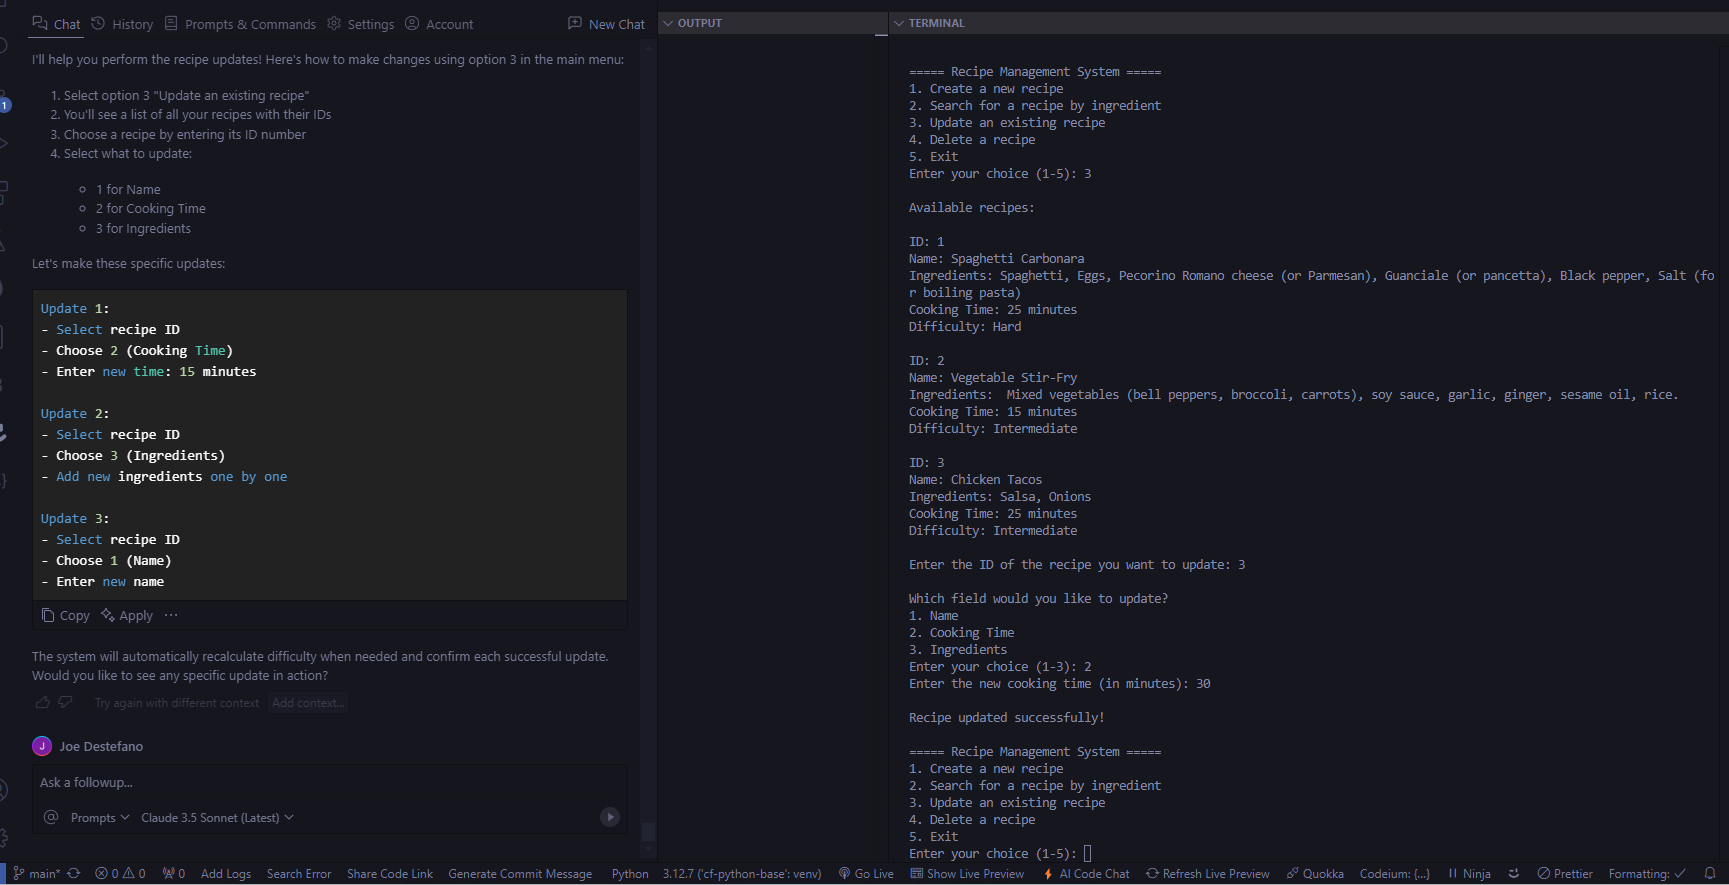 Chat History Prompts & Commands Settings Account New Chat
I'll help you perform the recipe updates! Here's how to make changes using option 3 in the main menu:
1. Select option 3 "Update an existing recipe"
2. You'll see a list of all your recipes with their IDs
3. Choose a recipe by entering its ID number
4. Select what to update:
1 for Name
2 for Cooking Time
3 for Ingredients
Let's make these specific updates:
Update 1:
- Select recipe ID
- Choose 2 (Cooking Time)
- Enter new time: 15 minutes
Update 2:
- Select recipe ID
- Choose 3 (Ingredients)
- Add new ingredients one by one
Update 3:
- Select recipe ID
- Choose 1 (Name)
- Enter new name
Copy Apply ...
The system will automatically recalculate difficulty when needed and confirm each successful update.
Would you like to see any specific update in action?
Try again with different context Add context...
J Joe Destefano
Ask a followup...
@ Prompts Claude 3.5 Sonnet (Latest)
1
OUTPUT
TERMINAL
===== Recipe Management System =====
1. Create a new recipe
2. Search for a recipe by ingredient
3. Update an existing recipe
4. Delete a recipe
5. Exit
Enter your choice (1-5): 3
Available recipes:
ID: 1
Name: Spaghetti Carbonara
Ingredients: Spaghetti, Eggs, Pecorino Romano cheese (or Parmesan), Guanciale (or pancetta), Black pepper, Salt (fo
r boiling pasta)
Cooking Time: 25 minutes
Difficulty: Hard
ID: 2
Name: Vegetable Stir-Fry
Ingredients:  Mixed vegetables (bell peppers, broccoli, carrots), soy sauce, garlic, ginger, sesame oil, rice.
Cooking Time: 15 minutes
Difficulty: Intermediate
ID: 3
Name: Chicken Tacos
Ingredients: Salsa, Onions
Cooking Time: 25 minutes
Difficulty: Intermediate
Enter the ID of the recipe you want to update: 3
Which field would you like to update?
1. Name
2. Cooking Time
3. Ingredients
Enter your choice (1-3): 2
Enter the new cooking time (in minutes): 30
Recipe updated successfully!
===== Recipe Management System =====
1. Create a new recipe
2. Search for a recipe by ingredient
3. Update an existing recipe
4. Delete a recipe
5. Exit
Enter your choice (1-5):
main* 0 0 0 Add Logs Search Error Share Code Link Generate Commit Message Python 3.12.7 ('cf-python-base': venv) Go Live Show Live Preview AI Code Chat Refresh Live Preview Quokka Codeium: {...} Ninja Prettier Formatting: ✓